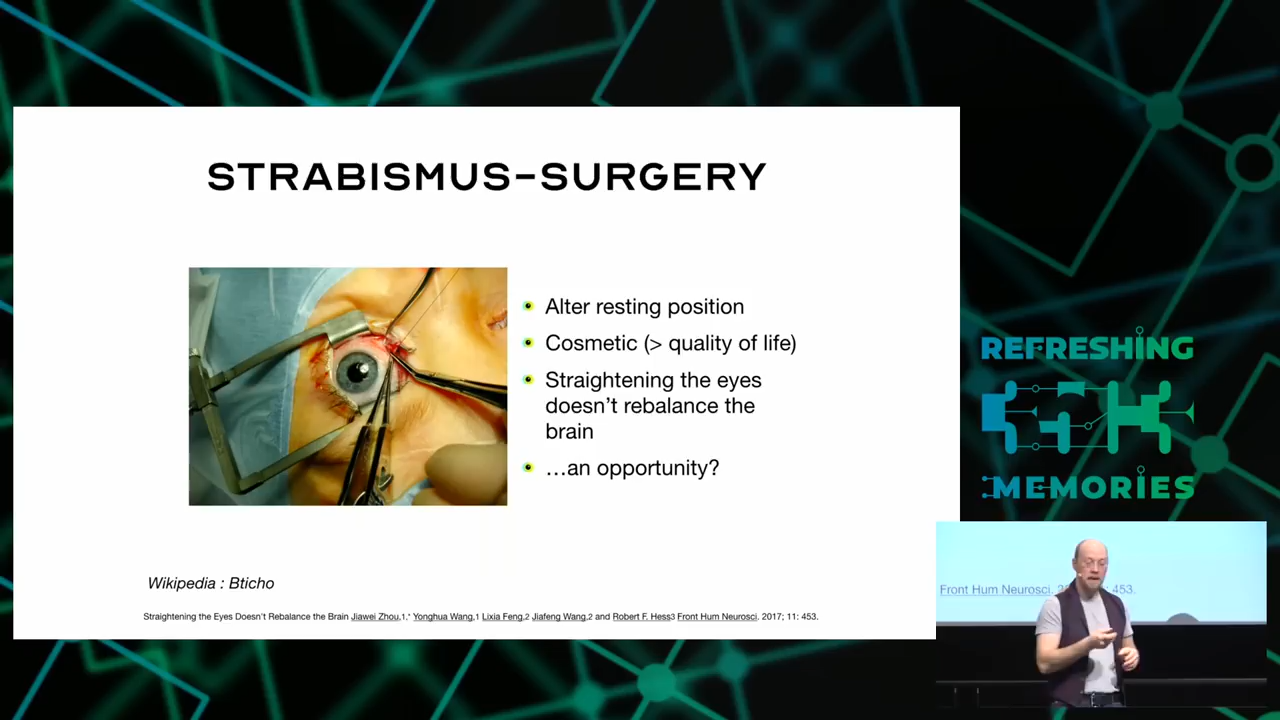 STRABISMUS-SURGERY
Alter resting position
Cosmetic (> quality of life)
Straightening the eyes
doesn’t rebalance the
brain
…an opportunity?
Wikipedia : Bticho
Straightening the Eyes Doesn’t Rebalance the Brain Jiawei Zhou,1,* Yonghua Wang,1 Lixia Feng,2 Jiafeng Wang,2 and Robert F. Hess3 Front Hum Neurosci. 2017; 11: 453.
REFRESHING
GPN
MEMORIES
Front Hum Neurosci. 2 453.